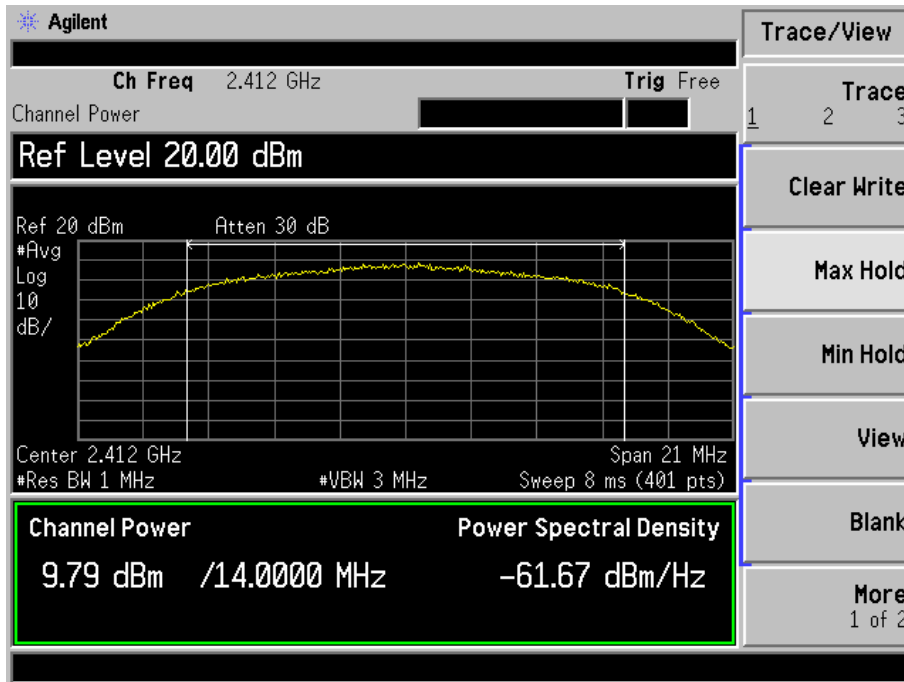 Agilent
Trace/View
Ch Freq 2.412 GHz Trig Free
Channel Power
Ref Level 20.00 dBm
Ref 20 dBm Atten 30 dB
#Avg
Log
10
dB/
Center 2.412 GHz Span 21 MHz
#Res BW 1 MHz #VBW 3 MHz Sweep 8 ms (401 pts)
Channel Power Power Spectral Density
9.79 dBm /14.0000 MHz -61.67 dBm/Hz
Trace
1 2 3
Clear Write
Max Hold
Min Hold
View
Blank
More
1 of 2